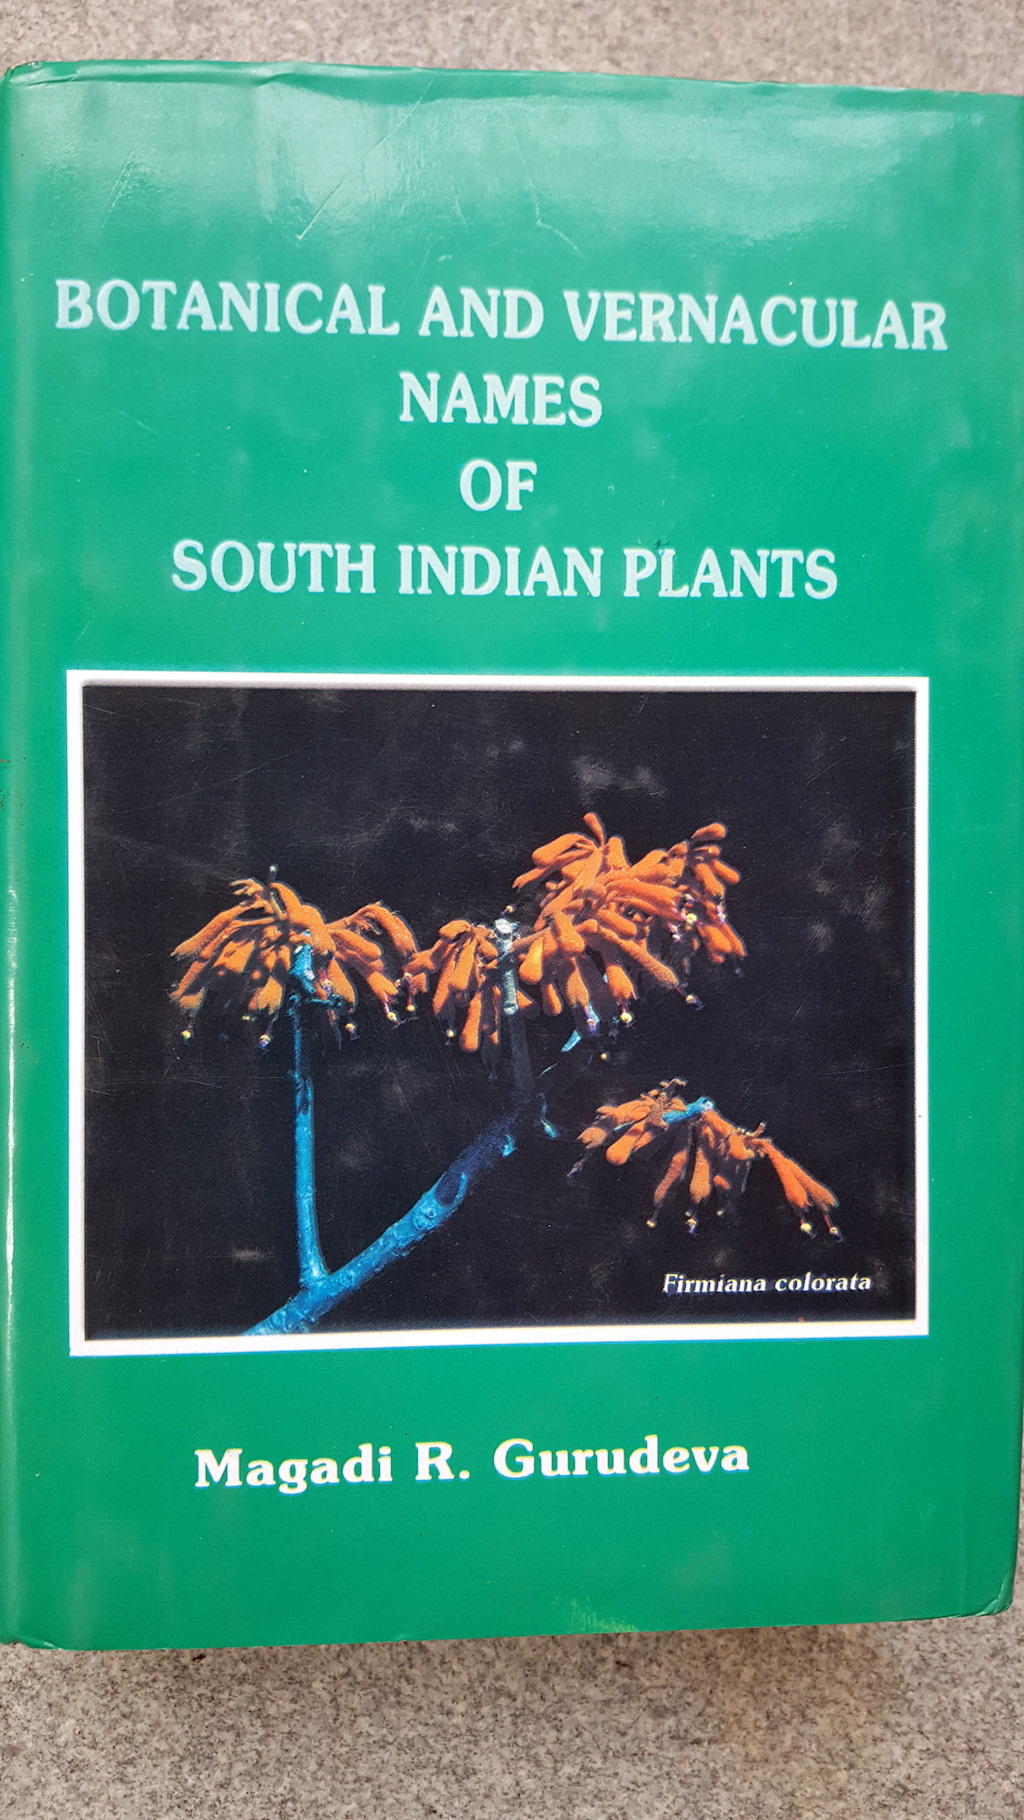 BOTANICAL AND VERNACULAR
NAMES
OF
SOUTH INDIAN PLANTS
Firmiana colorata
Magadi R. Gurudeva